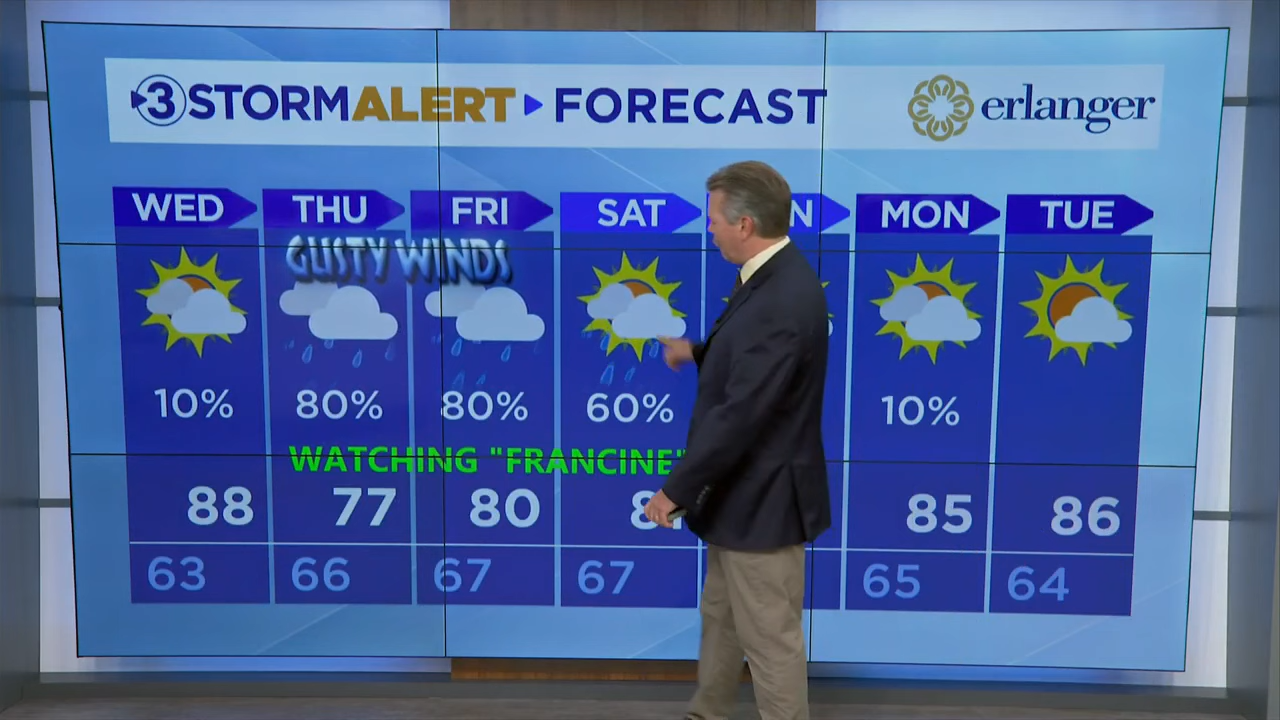 3 STORMALERT FORECAST erlanger
WED THU FRI SAT N MON TUE
GUSTY WINDS
10% 80% 80% 60% 10%
WATCHING "FRANCINE"
88 77 80 85 86
63 66 67 67 65 64